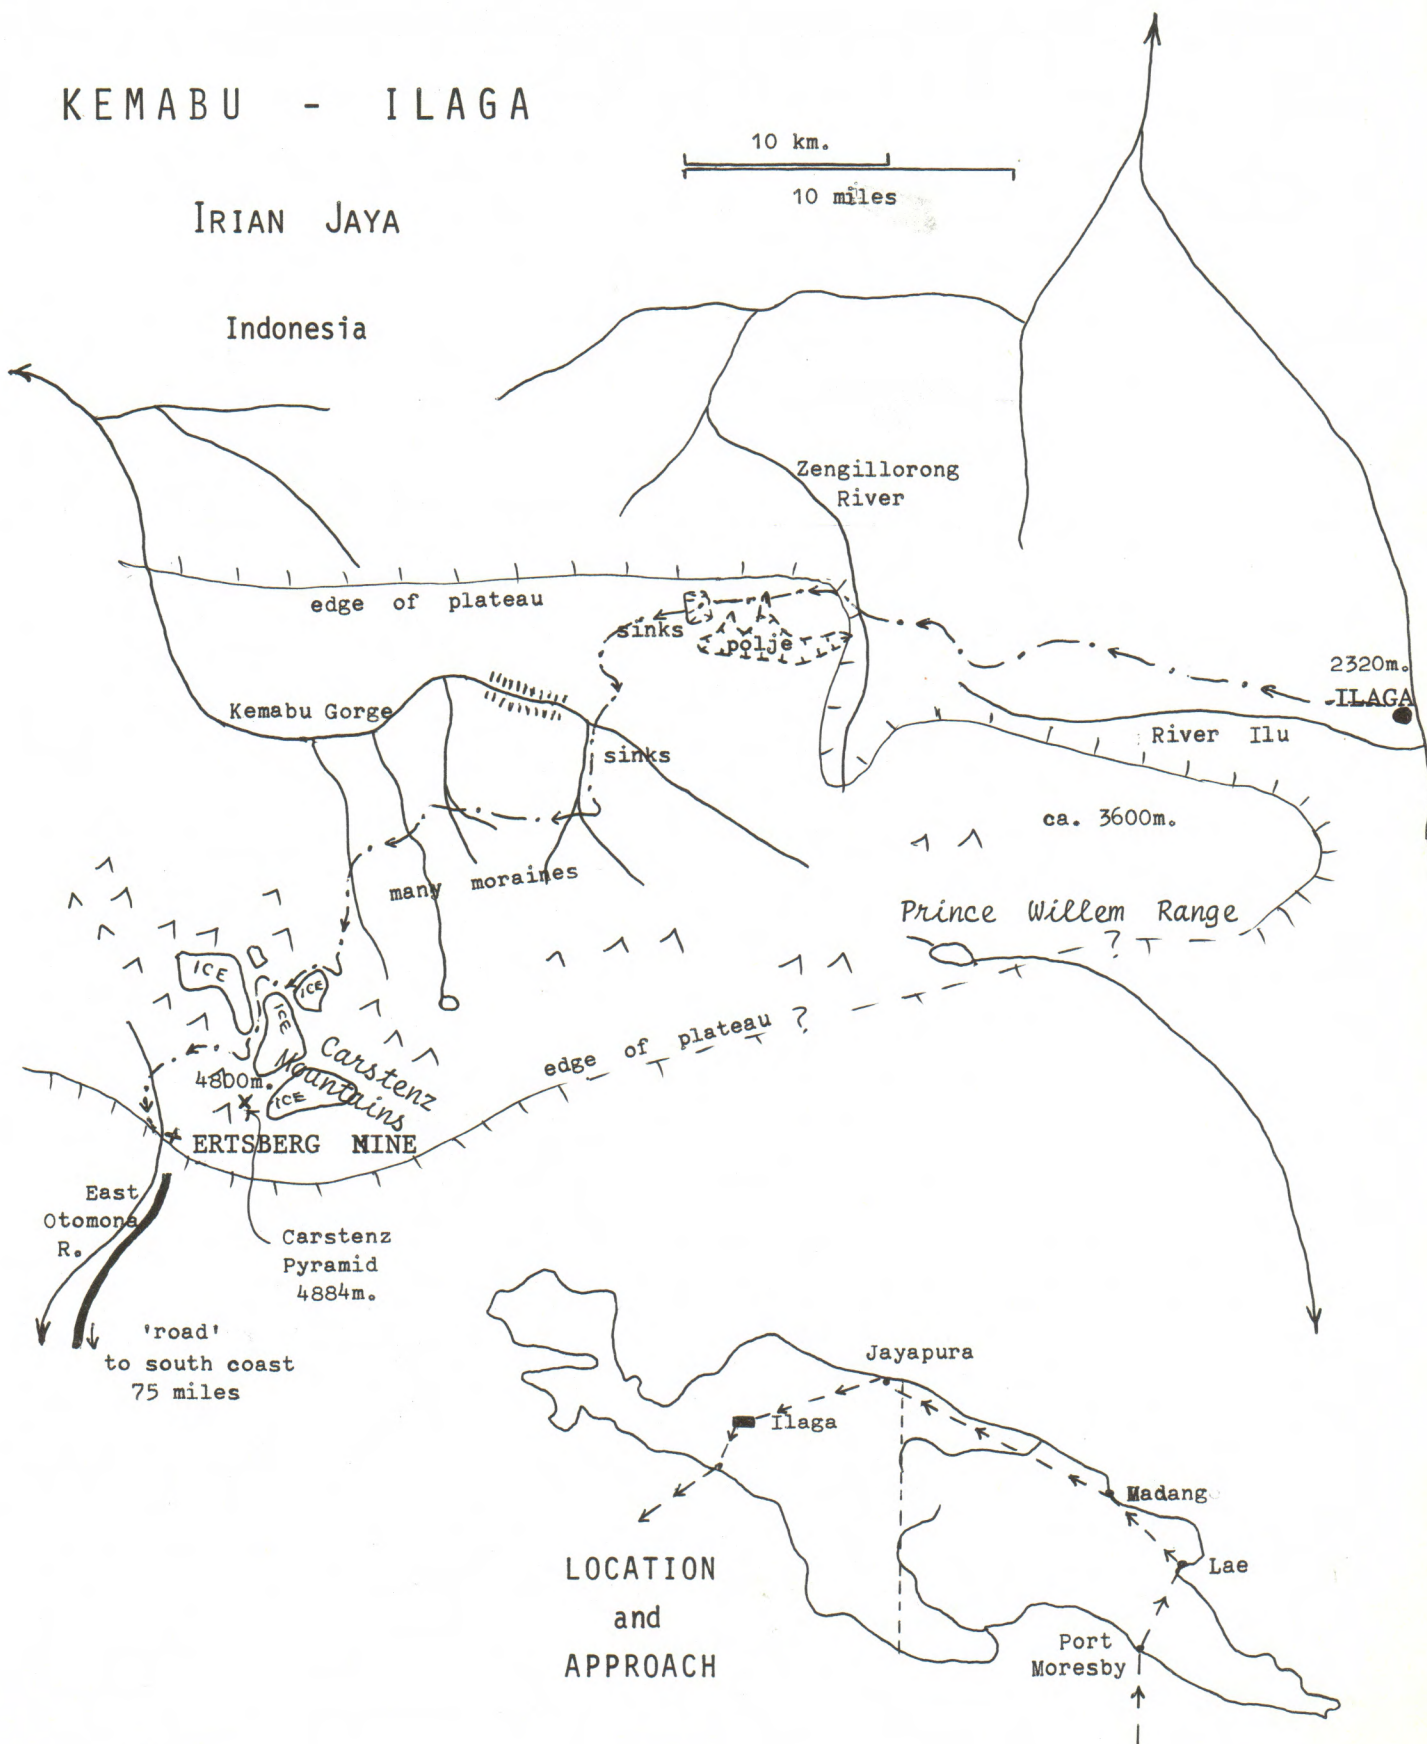 KEMABU - ILAGA
IRIAN JAYA
Indonesia
10 km.
10 miles
Zengillorong
River
edge of plateau
sinks
polje
2320m.
ILAGA
River Ilu
Kemabu Gorge
sinks
ca. 3600m.
many moraines
Prince Willem Range
?
ICE
ICE
ICE
edge of plateau ?
Carstenz
Mountains
4800m.
ICE
ERTSBERG MINE
East
Otomona
R.
Carstenz
Pyramid
4884m.
'road'
to south coast
75 miles
Jayapura
Ilaga
Madang
Lae
Port
Moresby
LOCATION
and
APPROACH